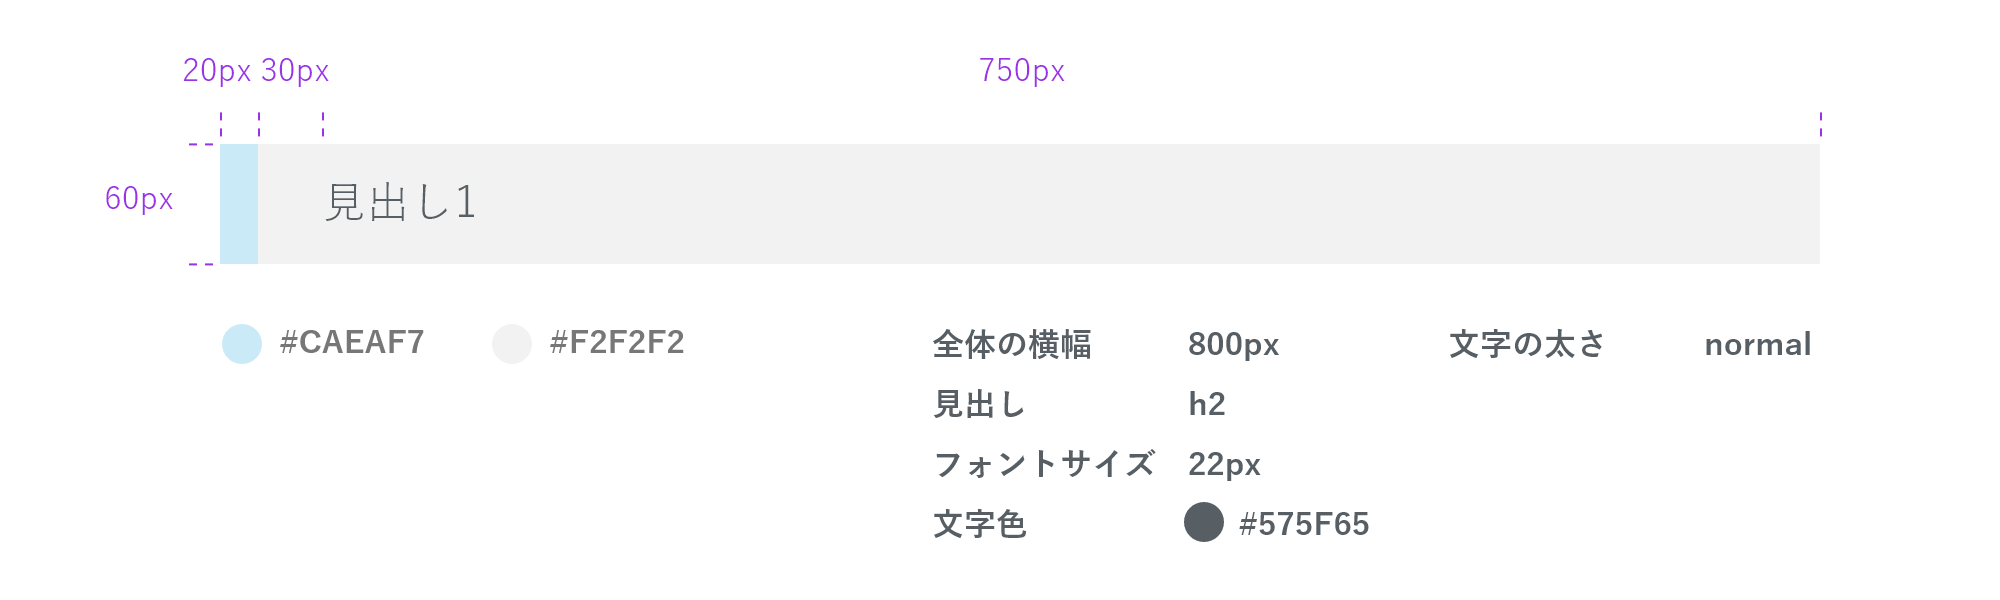 20px 30px 750px
60px
見出し1
#CAEAF7 #F2F2F2
全体の横幅 800px 文字の太さ normal
見出し h2
フォントサイズ 22px
文字色 #575F65